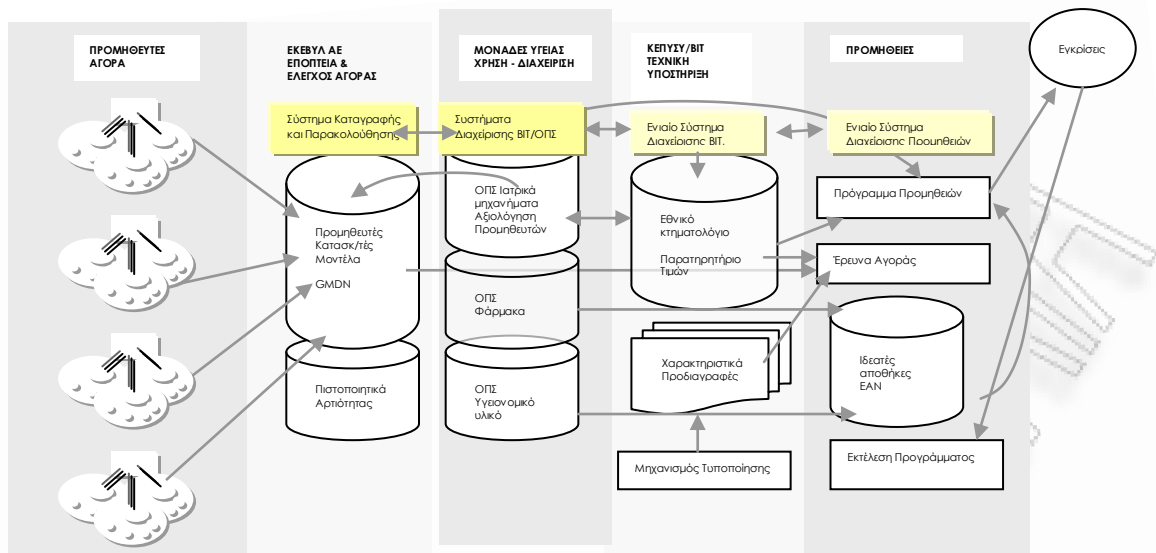 ΠΡΟΜΗΘΕΥΤΕΣ
ΑΓΟΡΑ
ΕΚΕΒΥΛ ΑΕ
ΕΠΟΠΤΕΙΑ &
ΕΛΕΓΧΟΣ ΑΓΟΡΑΣ
ΜΟΝΑΔΕΣ ΥΓΕΙΑΣ
ΧΡΗΣΗ - ΔΙΑΧΕΙΡΙΣΗ
ΚΕΠΥΣΥ/ΒΙΤ
ΤΕΧΝΙΚΗ
ΥΠΟΣΤΗΡΙΞΗ
ΠΡΟΜΗΘΕΙΕΣ
Εγκρίσεις
Σύστημα Καταγραφής
και Παρακολούθησης
Συστήματα
Διαχείρισης ΒΙΤ/ΟΠΣ
Ενιαίο Σύστημα
Διαχείρισης ΒΙΤ.
Ενιαίο Σύστημα
Διαχείρισης Προμηθειών
Προμηθευτές
Κατασκ/τές
Μοντέλα
GMDN
Πιστοποιητικά
Αρτιότητας
ΟΠΣ Ιατρικά
μηχανήματα
Αξιολόγηση
Προμηθευτών
ΟΠΣ
Φάρμακα
ΟΠΣ
Υγειονομικό
υλικό
Εθνικό
κτηματολόγιο
Παρατηρητήριο
Τιμών
Χαρακτηριστικά
Προδιαγραφές
Μηχανισμός Τυποποίησης
Πρόγραμμα Προμηθειών
Έρευνα Αγοράς
Ιδεατές
αποθήκες
ΕΑΝ
Εκτέλεση Προγράμματος